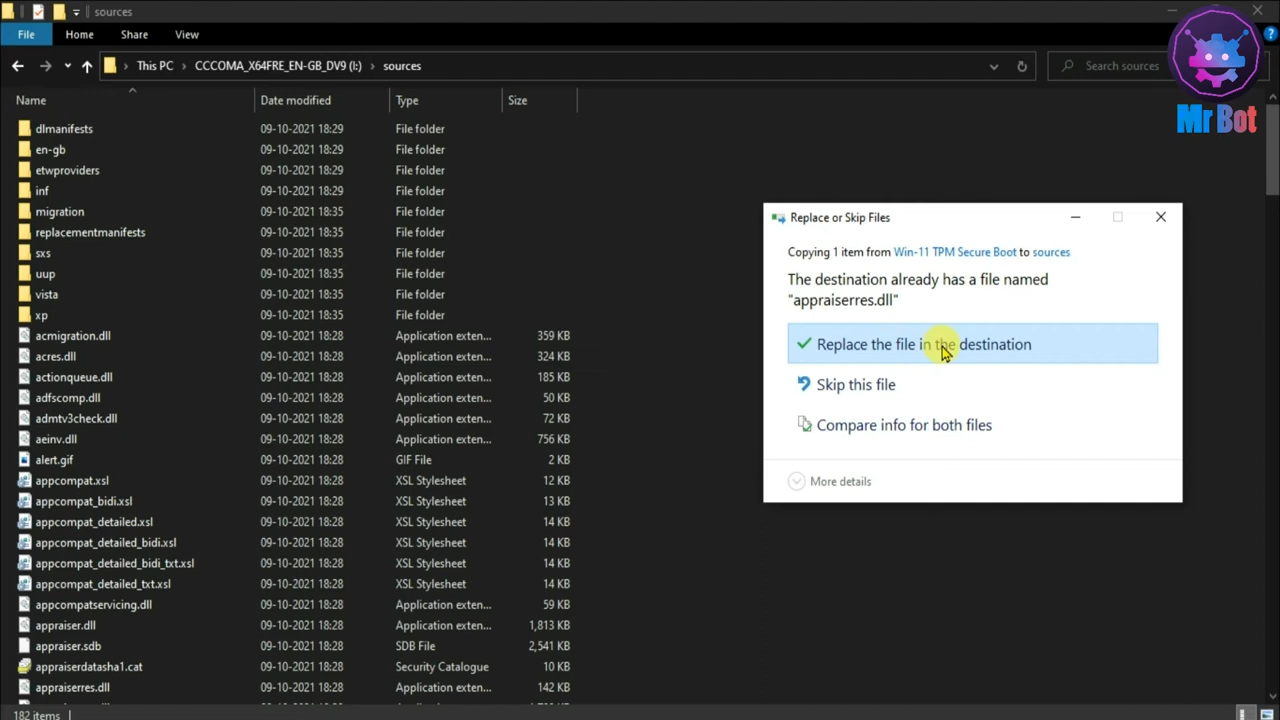 sources
File Home Share View
This PC CCCOMA_X64FRE_EN-GB_DV9 (I:) sources Search sources
Mr Bot
Name Date modified Type Size
dlmanifests 09-10-2021 18:29 File folder
en-gb 09-10-2021 18:29 File folder
etwproviders 09-10-2021 18:29 File folder
inf 09-10-2021 18:29 File folder
migration 09-10-2021 18:35 File folder
replacementmanifests 09-10-2021 18:35 File folder
sxs 09-10-2021 18:35 File folder
uup 09-10-2021 18:35 File folder
vista 09-10-2021 18:35 File folder
xp 09-10-2021 18:35 File folder
acmigration.dll 09-10-2021 18:28 Application exten... 359 KB
acres.dll 09-10-2021 18:28 Application exten... 324 KB
actionqueue.dll 09-10-2021 18:28 Application exten... 185 KB
adfscomp.dll 09-10-2021 18:28 Application exten... 50 KB
admtv3check.dll 09-10-2021 18:28 Application exten... 72 KB
aeinv.dll 09-10-2021 18:28 Application exten... 756 KB
alert.gif 09-10-2021 18:28 GIF File 2 KB
appcompat.xsl 09-10-2021 18:28 XSL Stylesheet 12 KB
appcompat_bidi.xsl 09-10-2021 18:28 XSL Stylesheet 13 KB
appcompat_detailed.xsl 09-10-2021 18:28 XSL Stylesheet 14 KB
appcompat_detailed_bidi.xsl 09-10-2021 18:28 XSL Stylesheet 14 KB
appcompat_detailed_bidi_txt.xsl 09-10-2021 18:28 XSL Stylesheet 14 KB
appcompat_detailed_txt.xsl 09-10-2021 18:28 XSL Stylesheet 14 KB
appcompatservicing.dll 09-10-2021 18:28 Application exten... 59 KB
appraiser.dll 09-10-2021 18:28 Application exten... 1,813 KB
appraiser.sdb 09-10-2021 18:28 SDB File 2,541 KB
appraiserdatasha1.cat 09-10-2021 18:28 Security Catalogue 10 KB
appraiserres.dll 09-10-2021 18:28 Application exten... 142 KB
182 items
Replace or Skip Files
Copying 1 item from Win-11 TPM Secure Boot to sources
The destination already has a file named
"appraiserres.dll"
Replace the file in the destination
Skip this file
Compare info for both files
More details